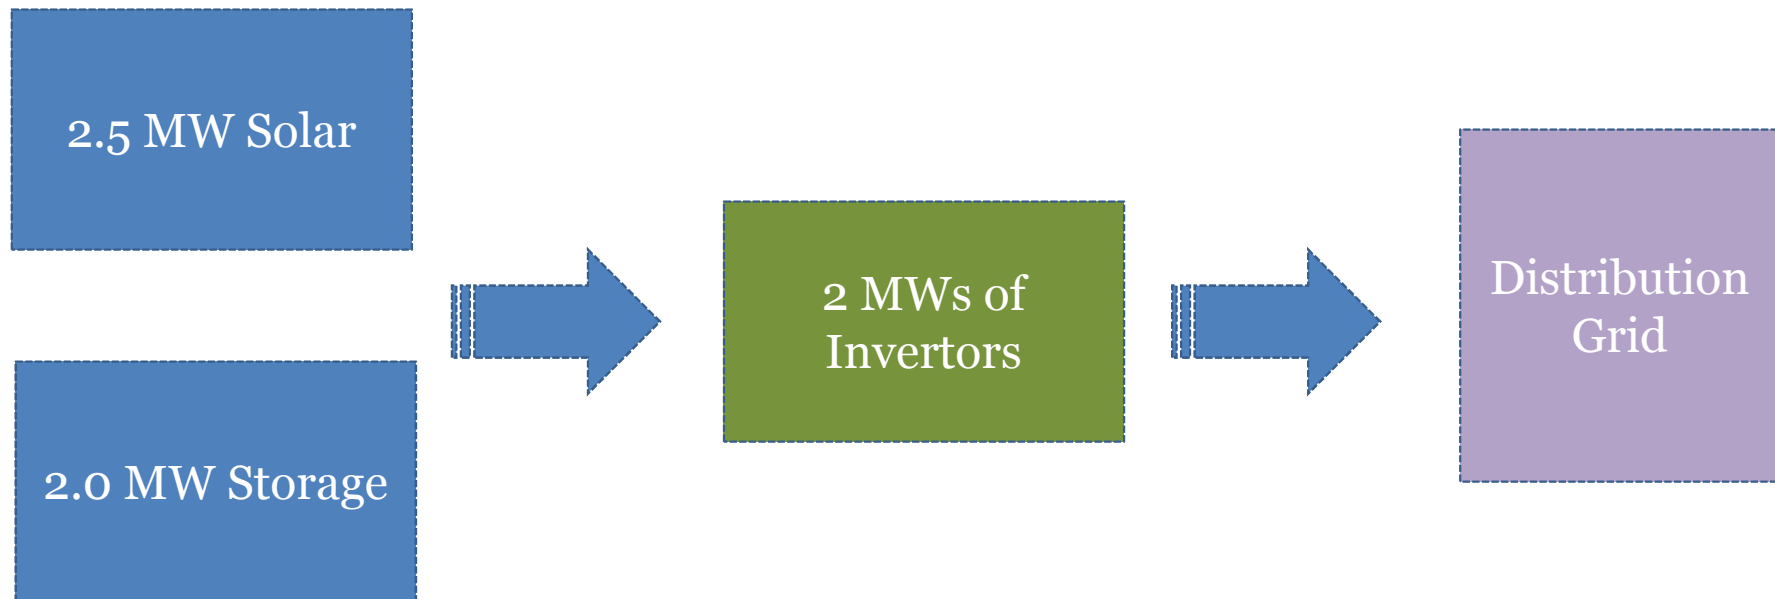 2.5 MW Solar
2.0 MW Storage
2 MWs of
Invertors
Distribution
Grid